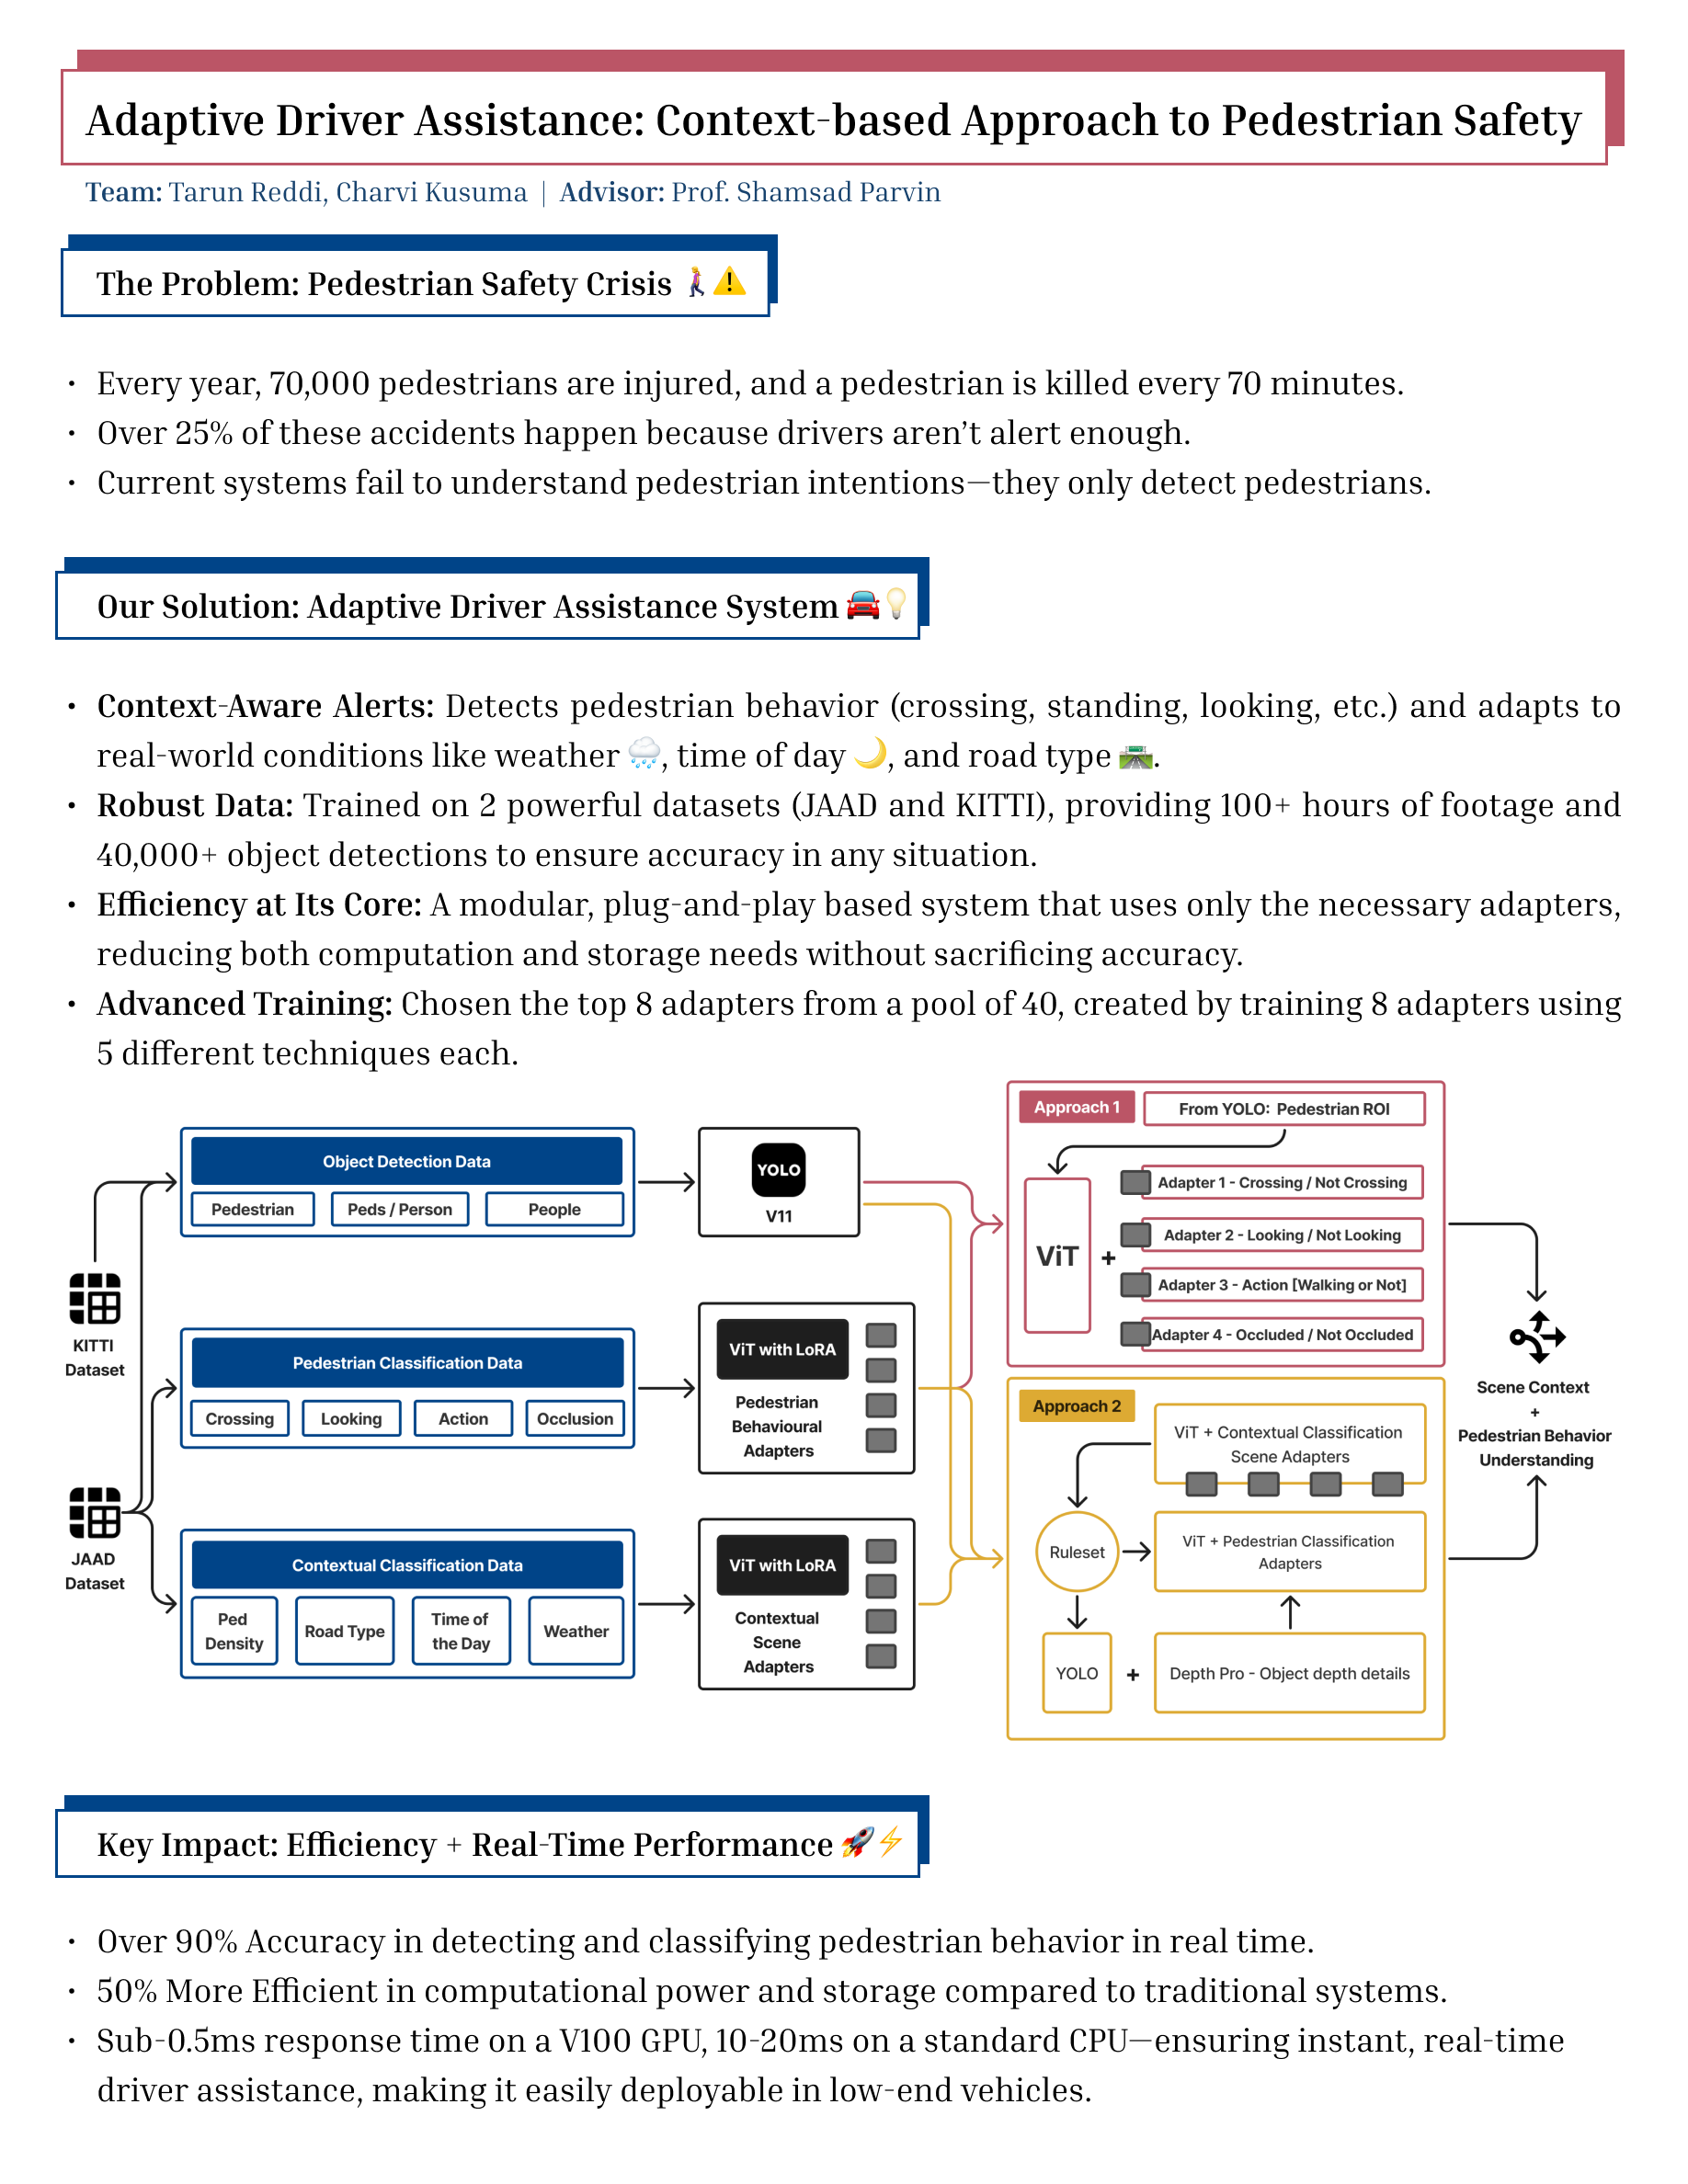 Adaptive Driver Assistance: Context-based Approach to Pedestrian Safety
Team: Tarun Reddi, Charvi Kusuma | Advisor: Prof. Shamsad Parvin
The Problem: Pedestrian Safety Crisis 🚶‍♀️⚠️
• Every year, 70,000 pedestrians are injured, and a pedestrian is killed every 70 minutes.
• Over 25% of these accidents happen because drivers aren't alert enough.
• Current systems fail to understand pedestrian intentions—they only detect pedestrians.
Our Solution: Adaptive Driver Assistance System 🚘💡
• Context-Aware Alerts: Detects pedestrian behavior (crossing, standing, looking, etc.) and adapts to
real-world conditions like weather 🌧️, time of day 🌙, and road type 🛣️.
• Robust Data: Trained on 2 powerful datasets (JAAD and KITTI), providing 100+ hours of footage and
40,000+ object detections to ensure accuracy in any situation.
• Efficiency at Its Core: A modular, plug-and-play based system that uses only the necessary adapters,
reducing both computation and storage needs without sacrificing accuracy.
• Advanced Training: Chosen the top 8 adapters from a pool of 40, created by training 8 adapters using
5 different techniques each.
KITTI
Dataset
JAAD
Dataset
Object Detection Data
Pedestrian
Peds / Person
People
Pedestrian Classification Data
Crossing
Looking
Action
Occlusion
Contextual Classification Data
Ped
Density
Road Type
Time of
the Day
Weather
YOLO
V11
ViT with LoRA
Pedestrian
Behavioural
Adapters
ViT with LoRA
Contextual
Scene
Adapters
Approach 1
From YOLO: Pedestrian ROI
ViT
+
Adapter 1 - Crossing / Not Crossing
Adapter 2 - Looking / Not Looking
Adapter 3 - Action [Walking or Not]
Adapter 4 - Occluded / Not Occluded
Approach 2
ViT + Contextual Classification
Scene Adapters
Ruleset
ViT + Pedestrian Classification
Adapters
YOLO
+
Depth Pro - Object depth details
Scene Context
+
Pedestrian Behavior
Understanding
Key Impact: Efficiency + Real-Time Performance 🚀⚡
• Over 90% Accuracy in detecting and classifying pedestrian behavior in real time.
• 50% More Efficient in computational power and storage compared to traditional systems.
• Sub-0.5ms response time on a V100 GPU, 10-20ms on a standard CPU—ensuring instant, real-time
driver assistance, making it easily deployable in low-end vehicles.